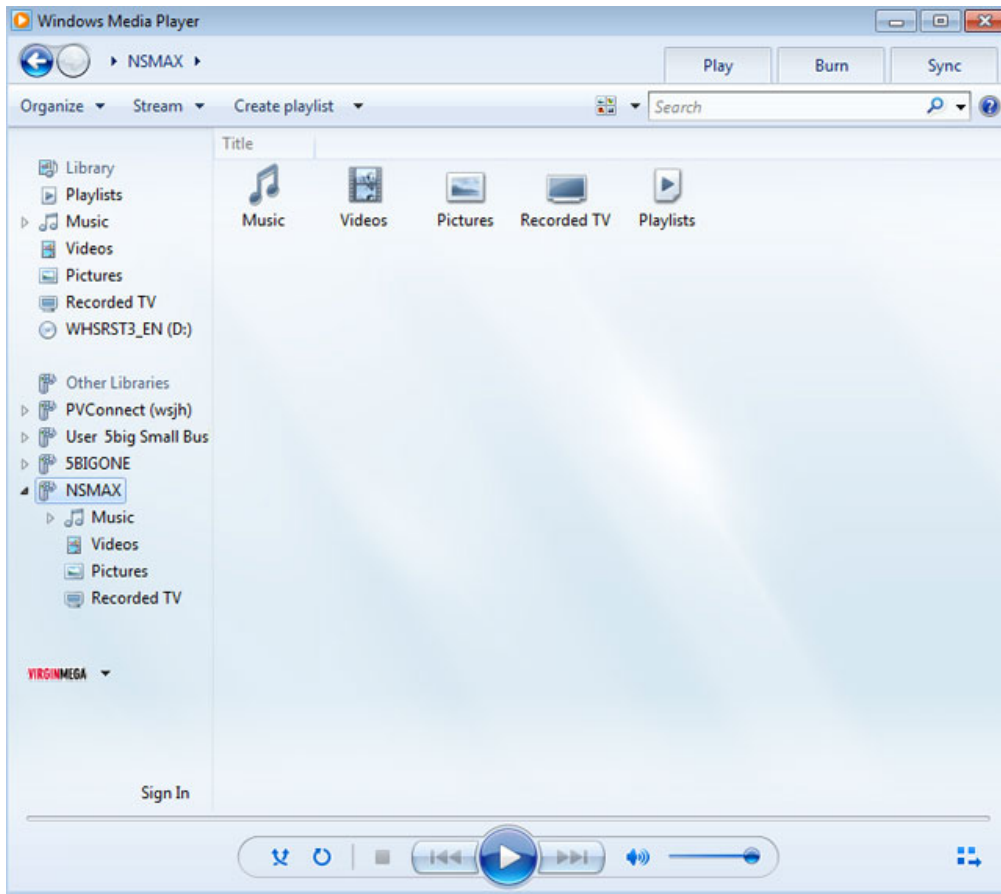 Windows Media Player
NSMAX
Play Burn Sync
Organize Stream Create playlist Search
Title
Library
Playlists
Music
Videos
Pictures
Recorded TV
WHSRST3_EN (D:)
Other Libraries
PVConnect (wsjh)
User 5big Small Bus
5BIGONE
NSMAX
Music
Videos
Pictures
Recorded TV
VIRGINMEGA
Sign In
Music Videos Pictures Recorded TV Playlists